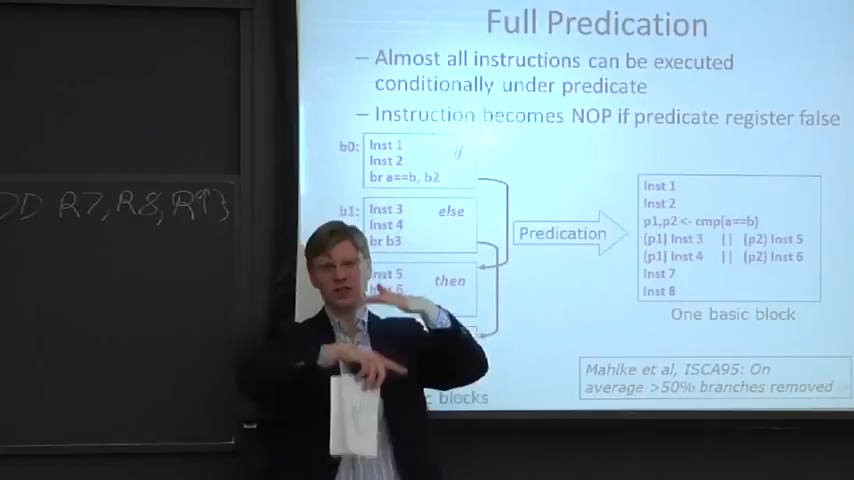 Full Predication
– Almost all instructions can be executed
conditionally under predicate
– Instruction becomes NOP if predicate register false
b0:
Inst 1
if
Inst 2
br a==b, b2
b1:
Inst 3
else
Inst 4
br b3
Inst 5
then
Predication
Inst 1
Inst 2
p1,p2 <- cmp(a==b)
(p1) Inst 3 || (p2) Inst 5
(p1) Inst 4 || (p2) Inst 6
Inst 7
Inst 8
One basic block
Mahlke et al, ISCA95: On
average >50% branches removed
blocks
R7, R8, R9}